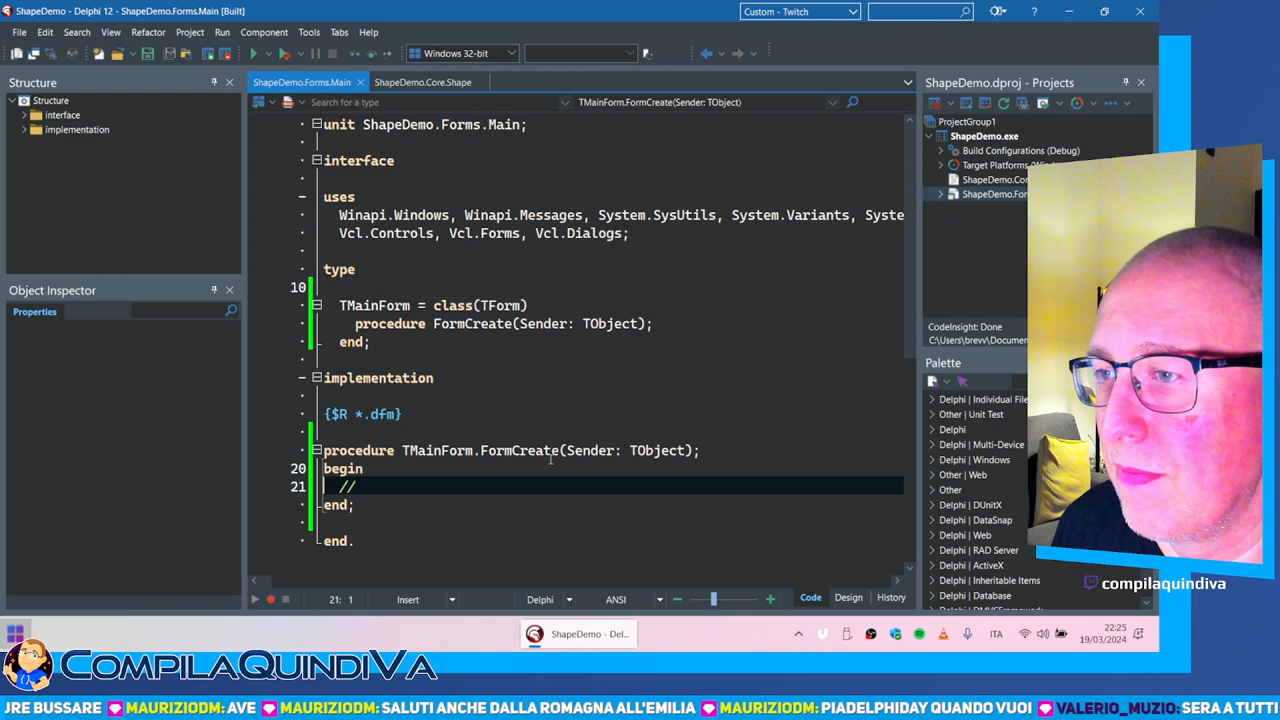 ShapeDemo - Delphi 12 - ShapeDemo.Forms.Main [Built]
Custom - Twitch
?
File Edit Search View Refactor Project Run Component Tools Tabs Help
Windows 32-bit
Structure
Structure
interface
implementation
Object Inspector
Properties
ShapeDemo.Forms.Main
ShapeDemo.Core.Shape
Search for a type
TMainForm.FormCreate(Sender: TObject)
unit ShapeDemo.Forms.Main;
interface
uses
Winapi.Windows, Winapi.Messages, System.SysUtils, System.Variants, Syste
Vcl.Controls, Vcl.Forms, Vcl.Dialogs;
type
10
TMainForm = class(TForm)
procedure FormCreate(Sender: TObject);
end;
implementation
{$R *.dfm}
procedure TMainForm.FormCreate(Sender: TObject);
20 begin
21 //
end;
end.
21: 1
Insert
Delphi
ANSI
Code
Design
History
ShapeDemo.dproj - Projects
ProjectGroup1
ShapeDemo.exe
Build Configurations (Debug)
Target Platforms (Win
ShapeDemo.Cor
ShapeDemo.For
CodeInsight: Done
C:\Users\brevv\Docume
Palette
Delphi | Individual File
Other | Unit Test
Delphi
Delphi | Multi-Device
Delphi | Windows
Other | Web
Other
Delphi | DUnitX
Delphi | DataSnap
Delphi | Web
Delphi | RAD Server
Delphi | ActiveX
Delphi | Inheritable Items
Delphi | Database
compilaquindiva
ShapeDemo - Del...
ITA
22:25
19/03/2024
CompilaQuindiVa
JRE BUSSARE MAURIZIODM: AVE MAURIZIODM: SALUTI ANCHE DALLA ROMAGNA ALL'EMILIA MAURIZIODM: PIADELPHIDAY QUANDO VUOI VALERIO_MUZIO: SERA A TUTTI